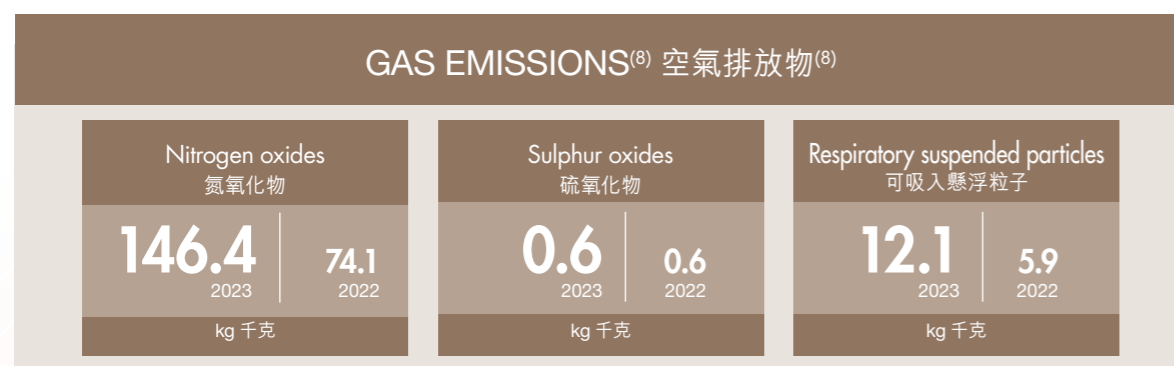 GAS EMISSIONS(8) 空氣排放物(8)
Nitrogen oxides
氮氧化物
146.4
2023
74.1
2022
kg 千克
Sulphur oxides
硫氧化物
0.6
2023
0.6
2022
kg 千克
Respiratory suspended particles
可吸入懸浮粒子
12.1
2023
5.9
2022
kg 千克